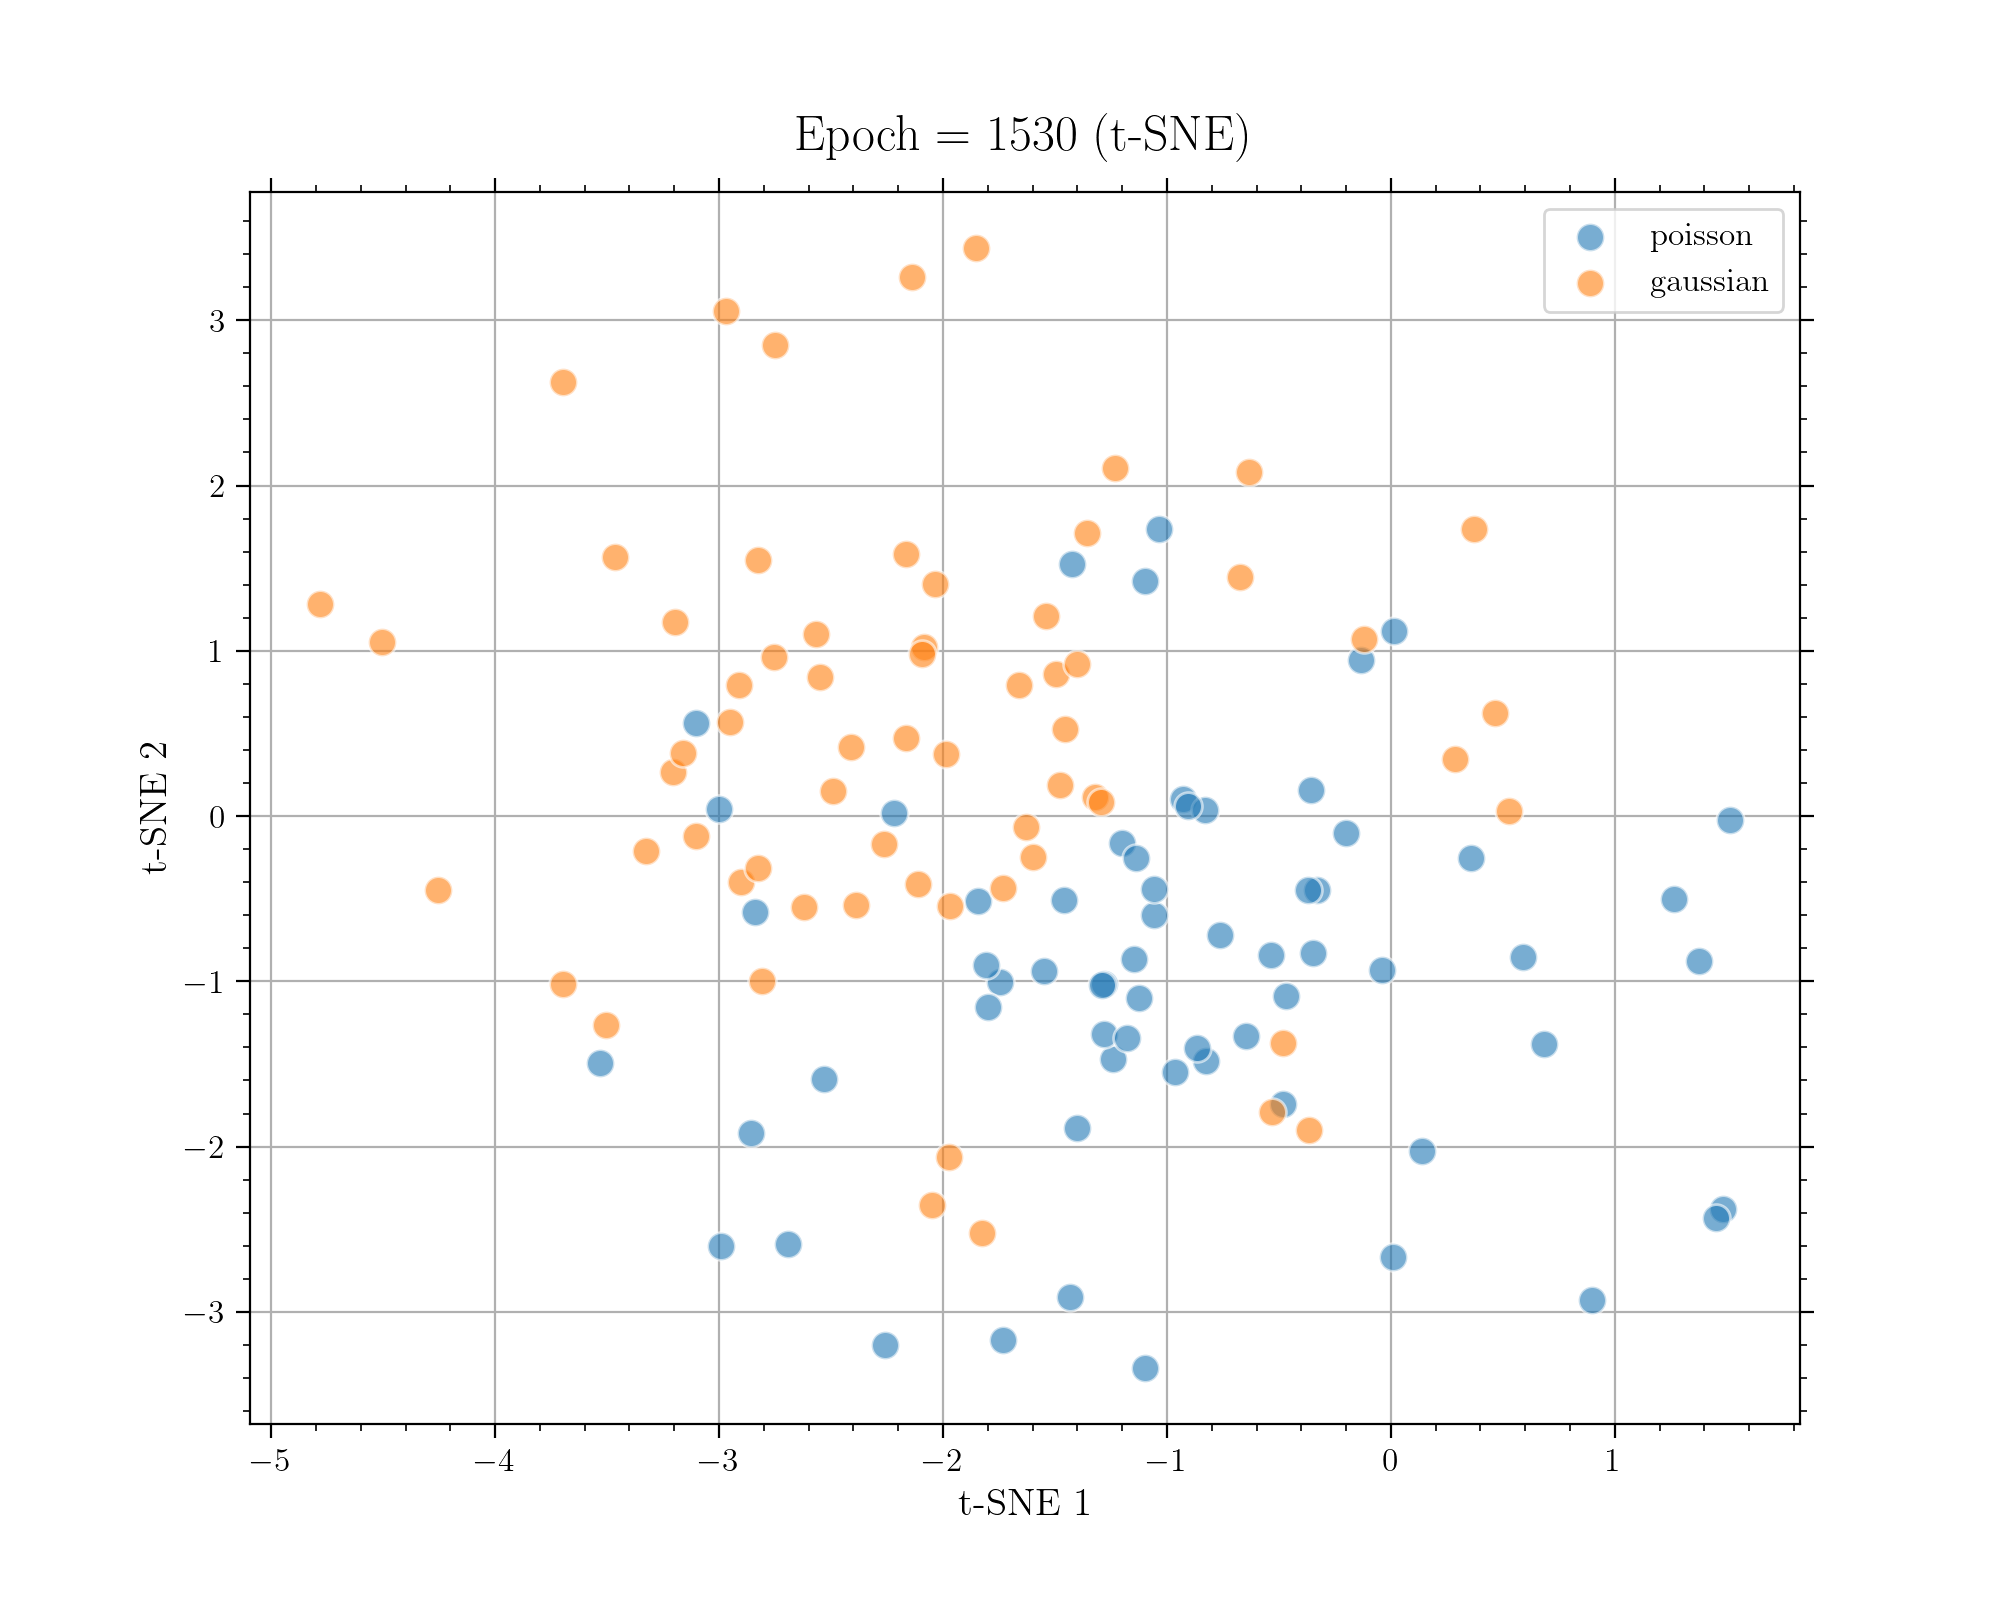 Epoch = 1530 (t-SNE)
poisson
gaussian
3
2
1
0
−1
−2
−3
t-SNE 2
−5 −4 −3 −2 −1 0 1
t-SNE 1